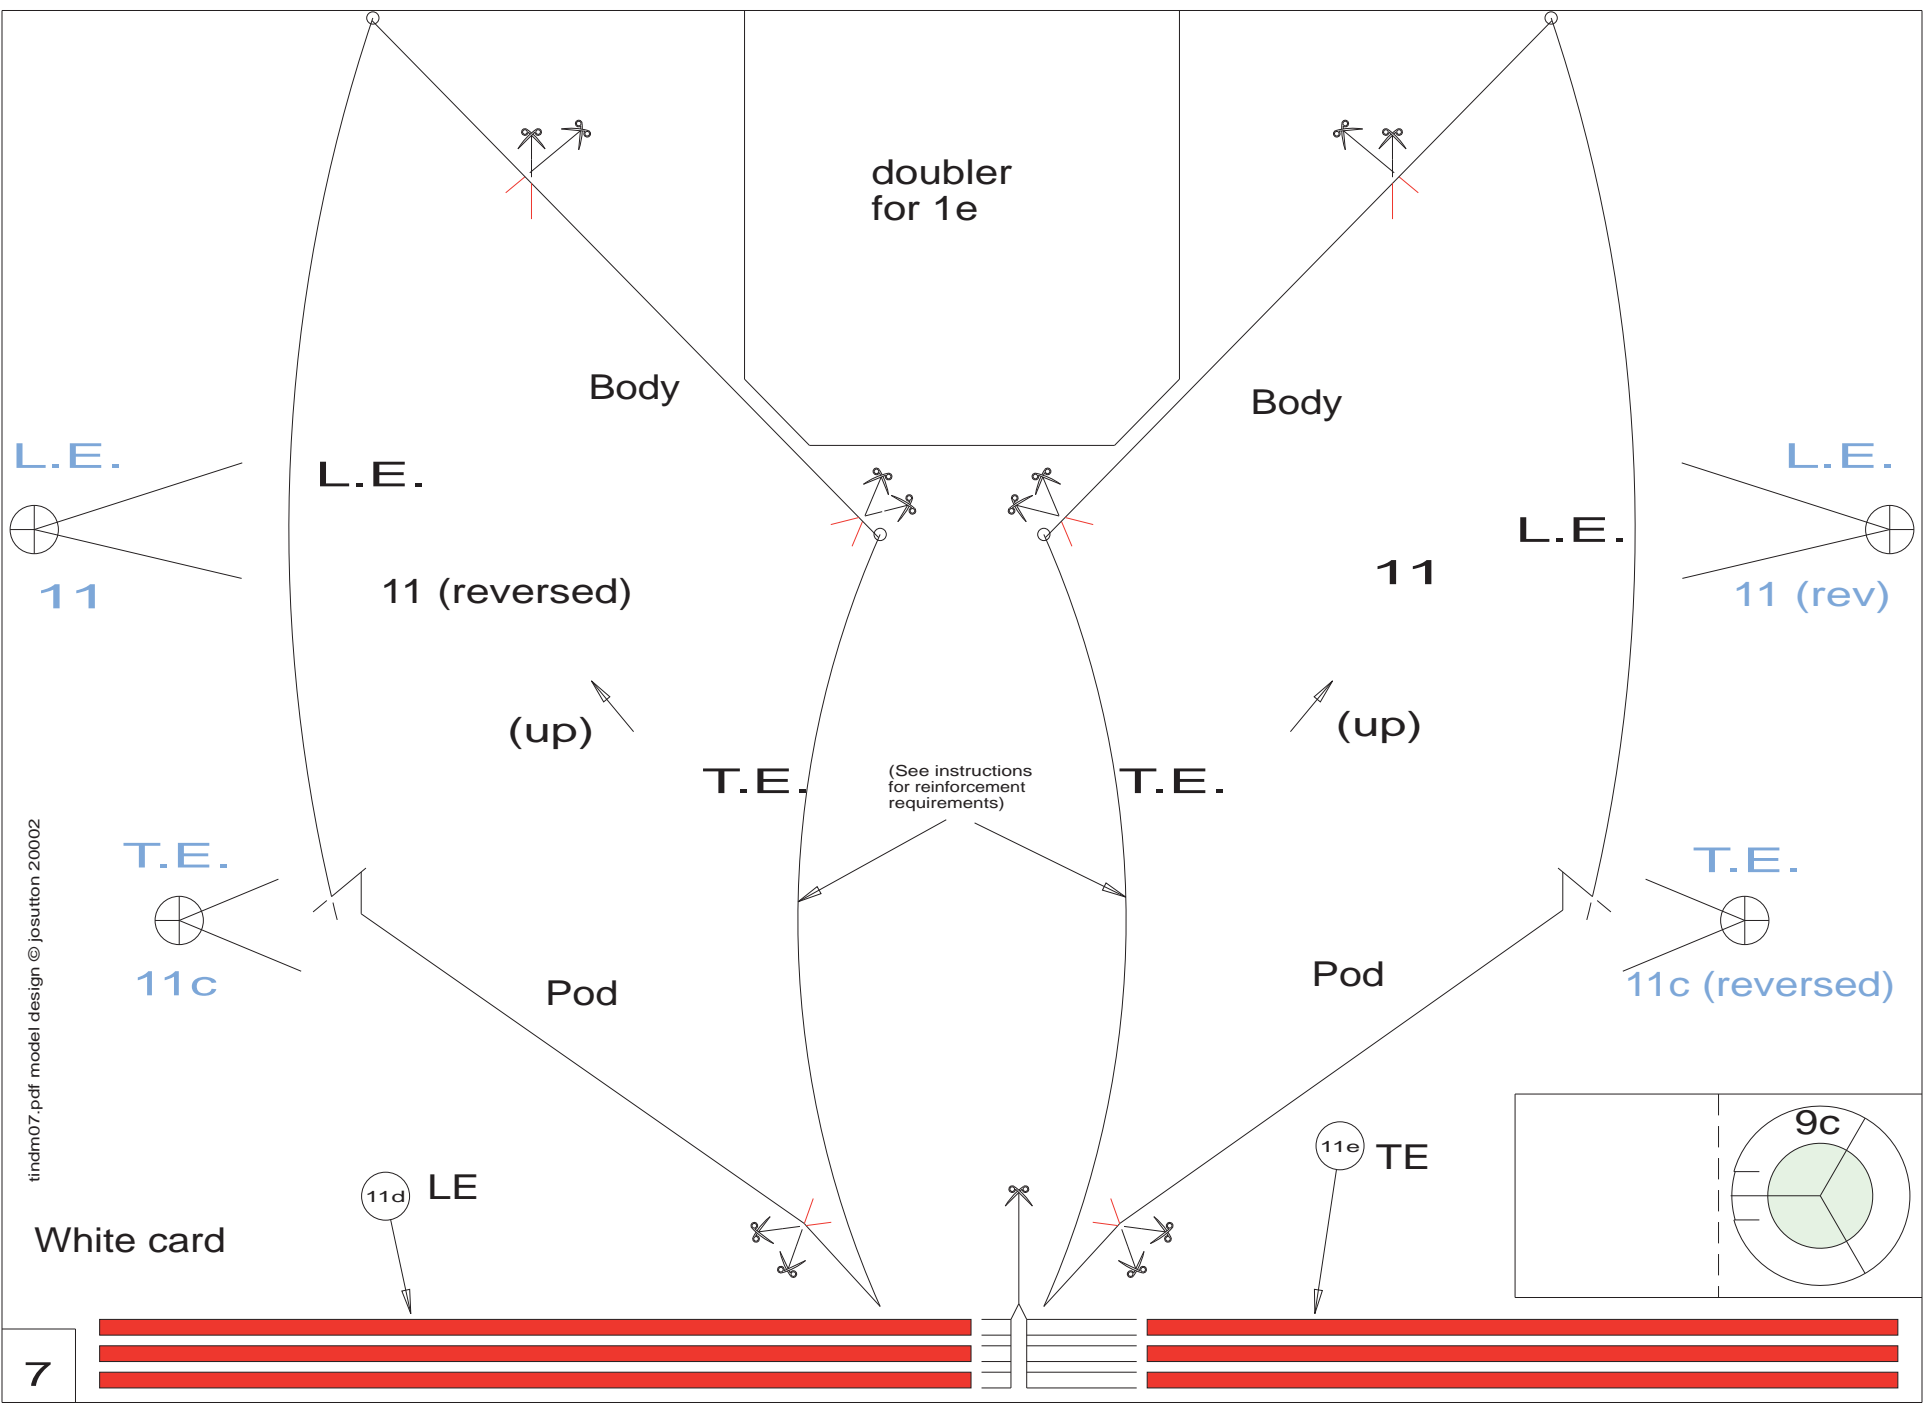 doubler
for 1e
Body
Body
L.E.
L.E.
L.E.
L.E.
11
11 (reversed)
11
11 (rev)
(up)
(up)
T.E.
(See instructions
for reinforcement
requirements)
T.E.
T.E.
T.E.
11c
Pod
Pod
11c (reversed)
tindm07.pdf model design © josutton 20002
9c
11e
TE
11d
LE
White card
7